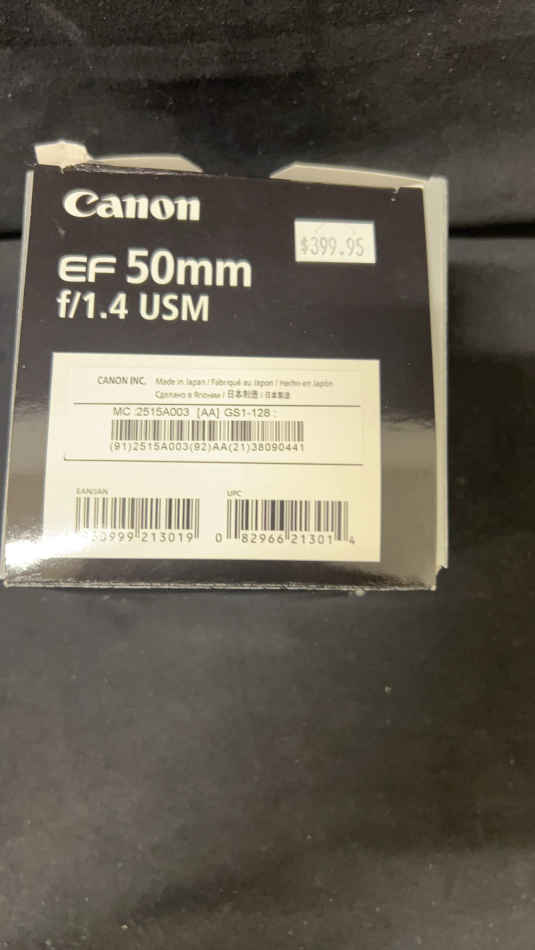 Canon
$399.95
EF 50mm
f/1.4 USM
CANON INC. Made in Japan / Fabriqué au Japon / Hecho en Japón
Сделано в Японии / 日本制造 / 日本製造
MC :2515A003 [AA] GS1-128 :
(91)2515A003(92)AA(21)38090441
EAN/JAN
UPC
999 213019
0 82966 21301 4